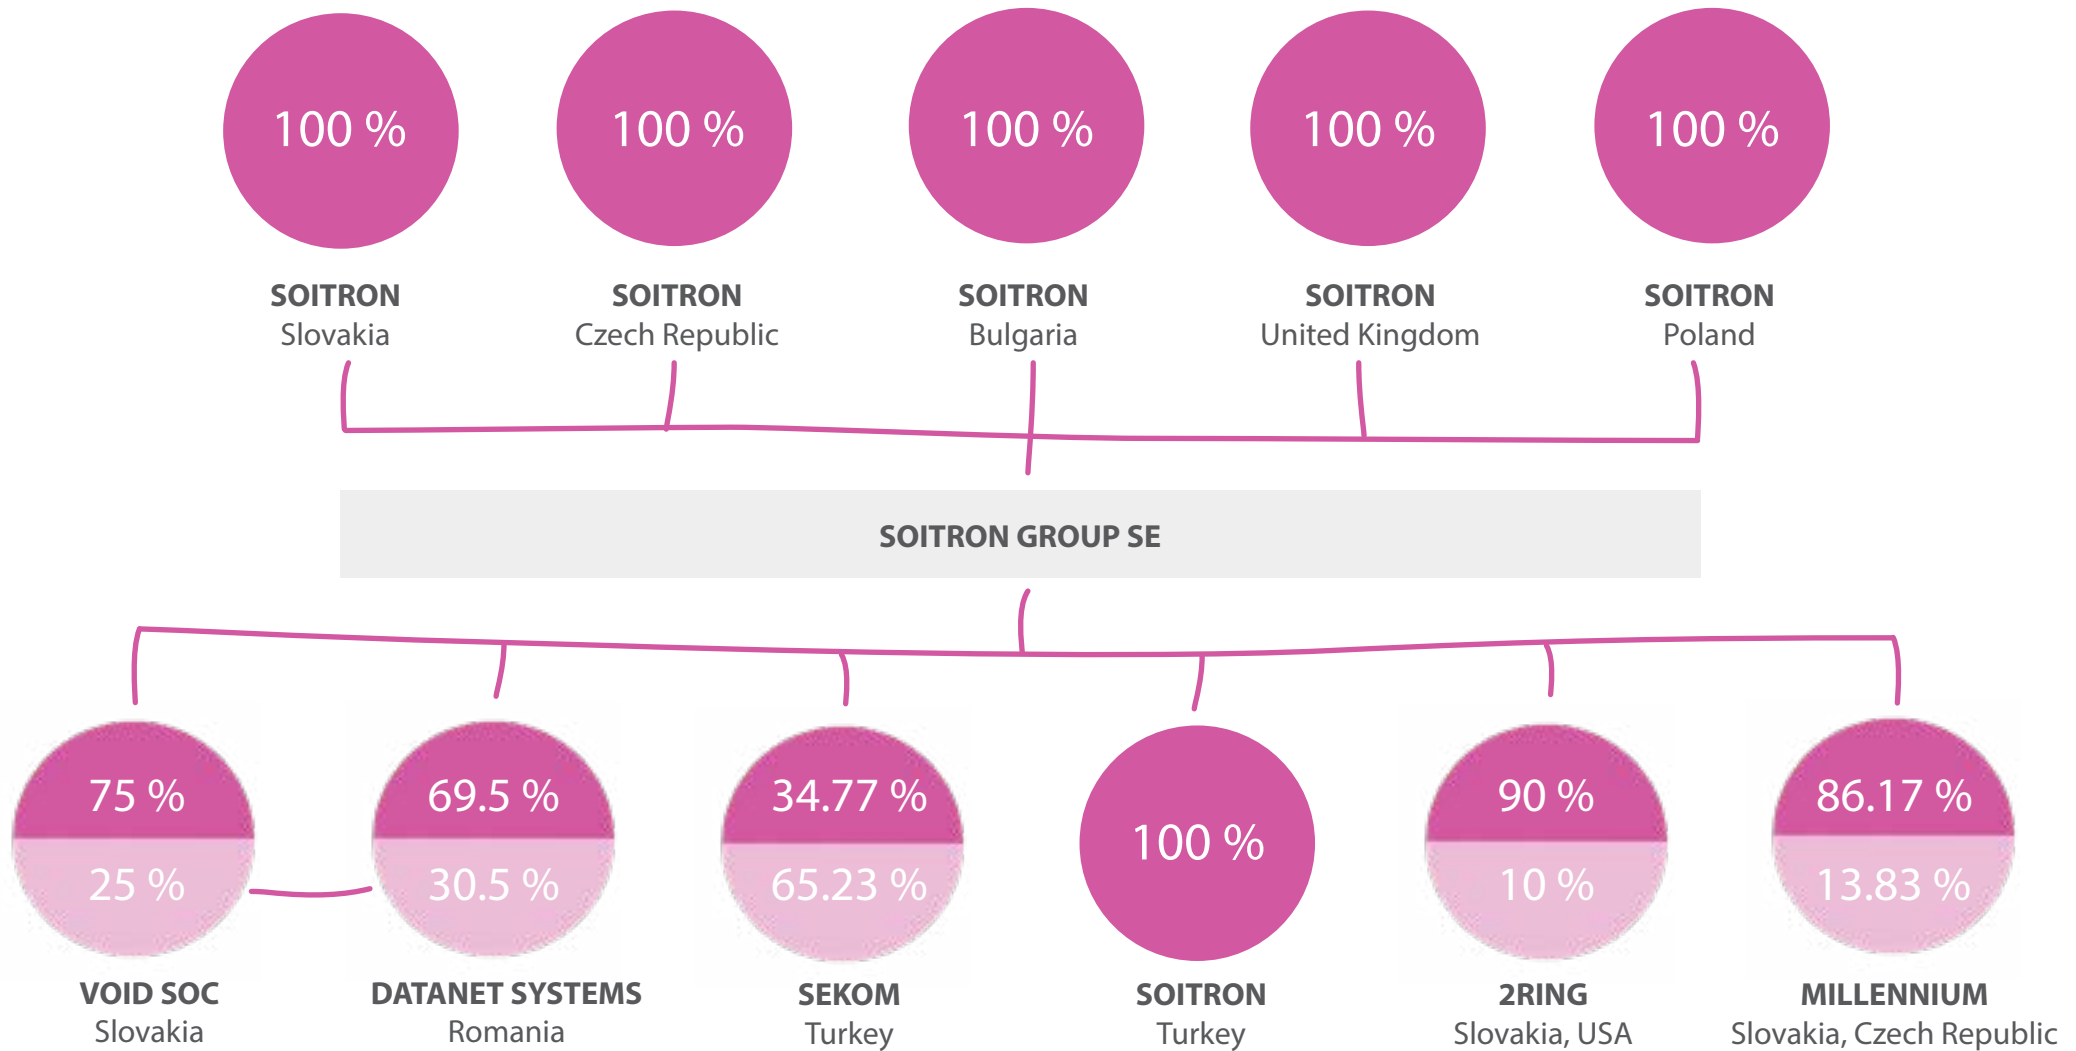 100 %
100 %
100 %
100 %
100 %
SOITRON
Slovakia
SOITRON
Czech Republic
SOITRON
Bulgaria
SOITRON
United Kingdom
SOITRON
Poland
SOITRON GROUP SE
75 %
25 %
69.5 %
30.5 %
34.77 %
65.23 %
100 %
90 %
10 %
86.17 %
13.83 %
VOID SOC
Slovakia
DATANET SYSTEMS
Romania
SEKOM
Turkey
SOITRON
Turkey
2RING
Slovakia, USA
MILLENNIUM
Slovakia, Czech Republic